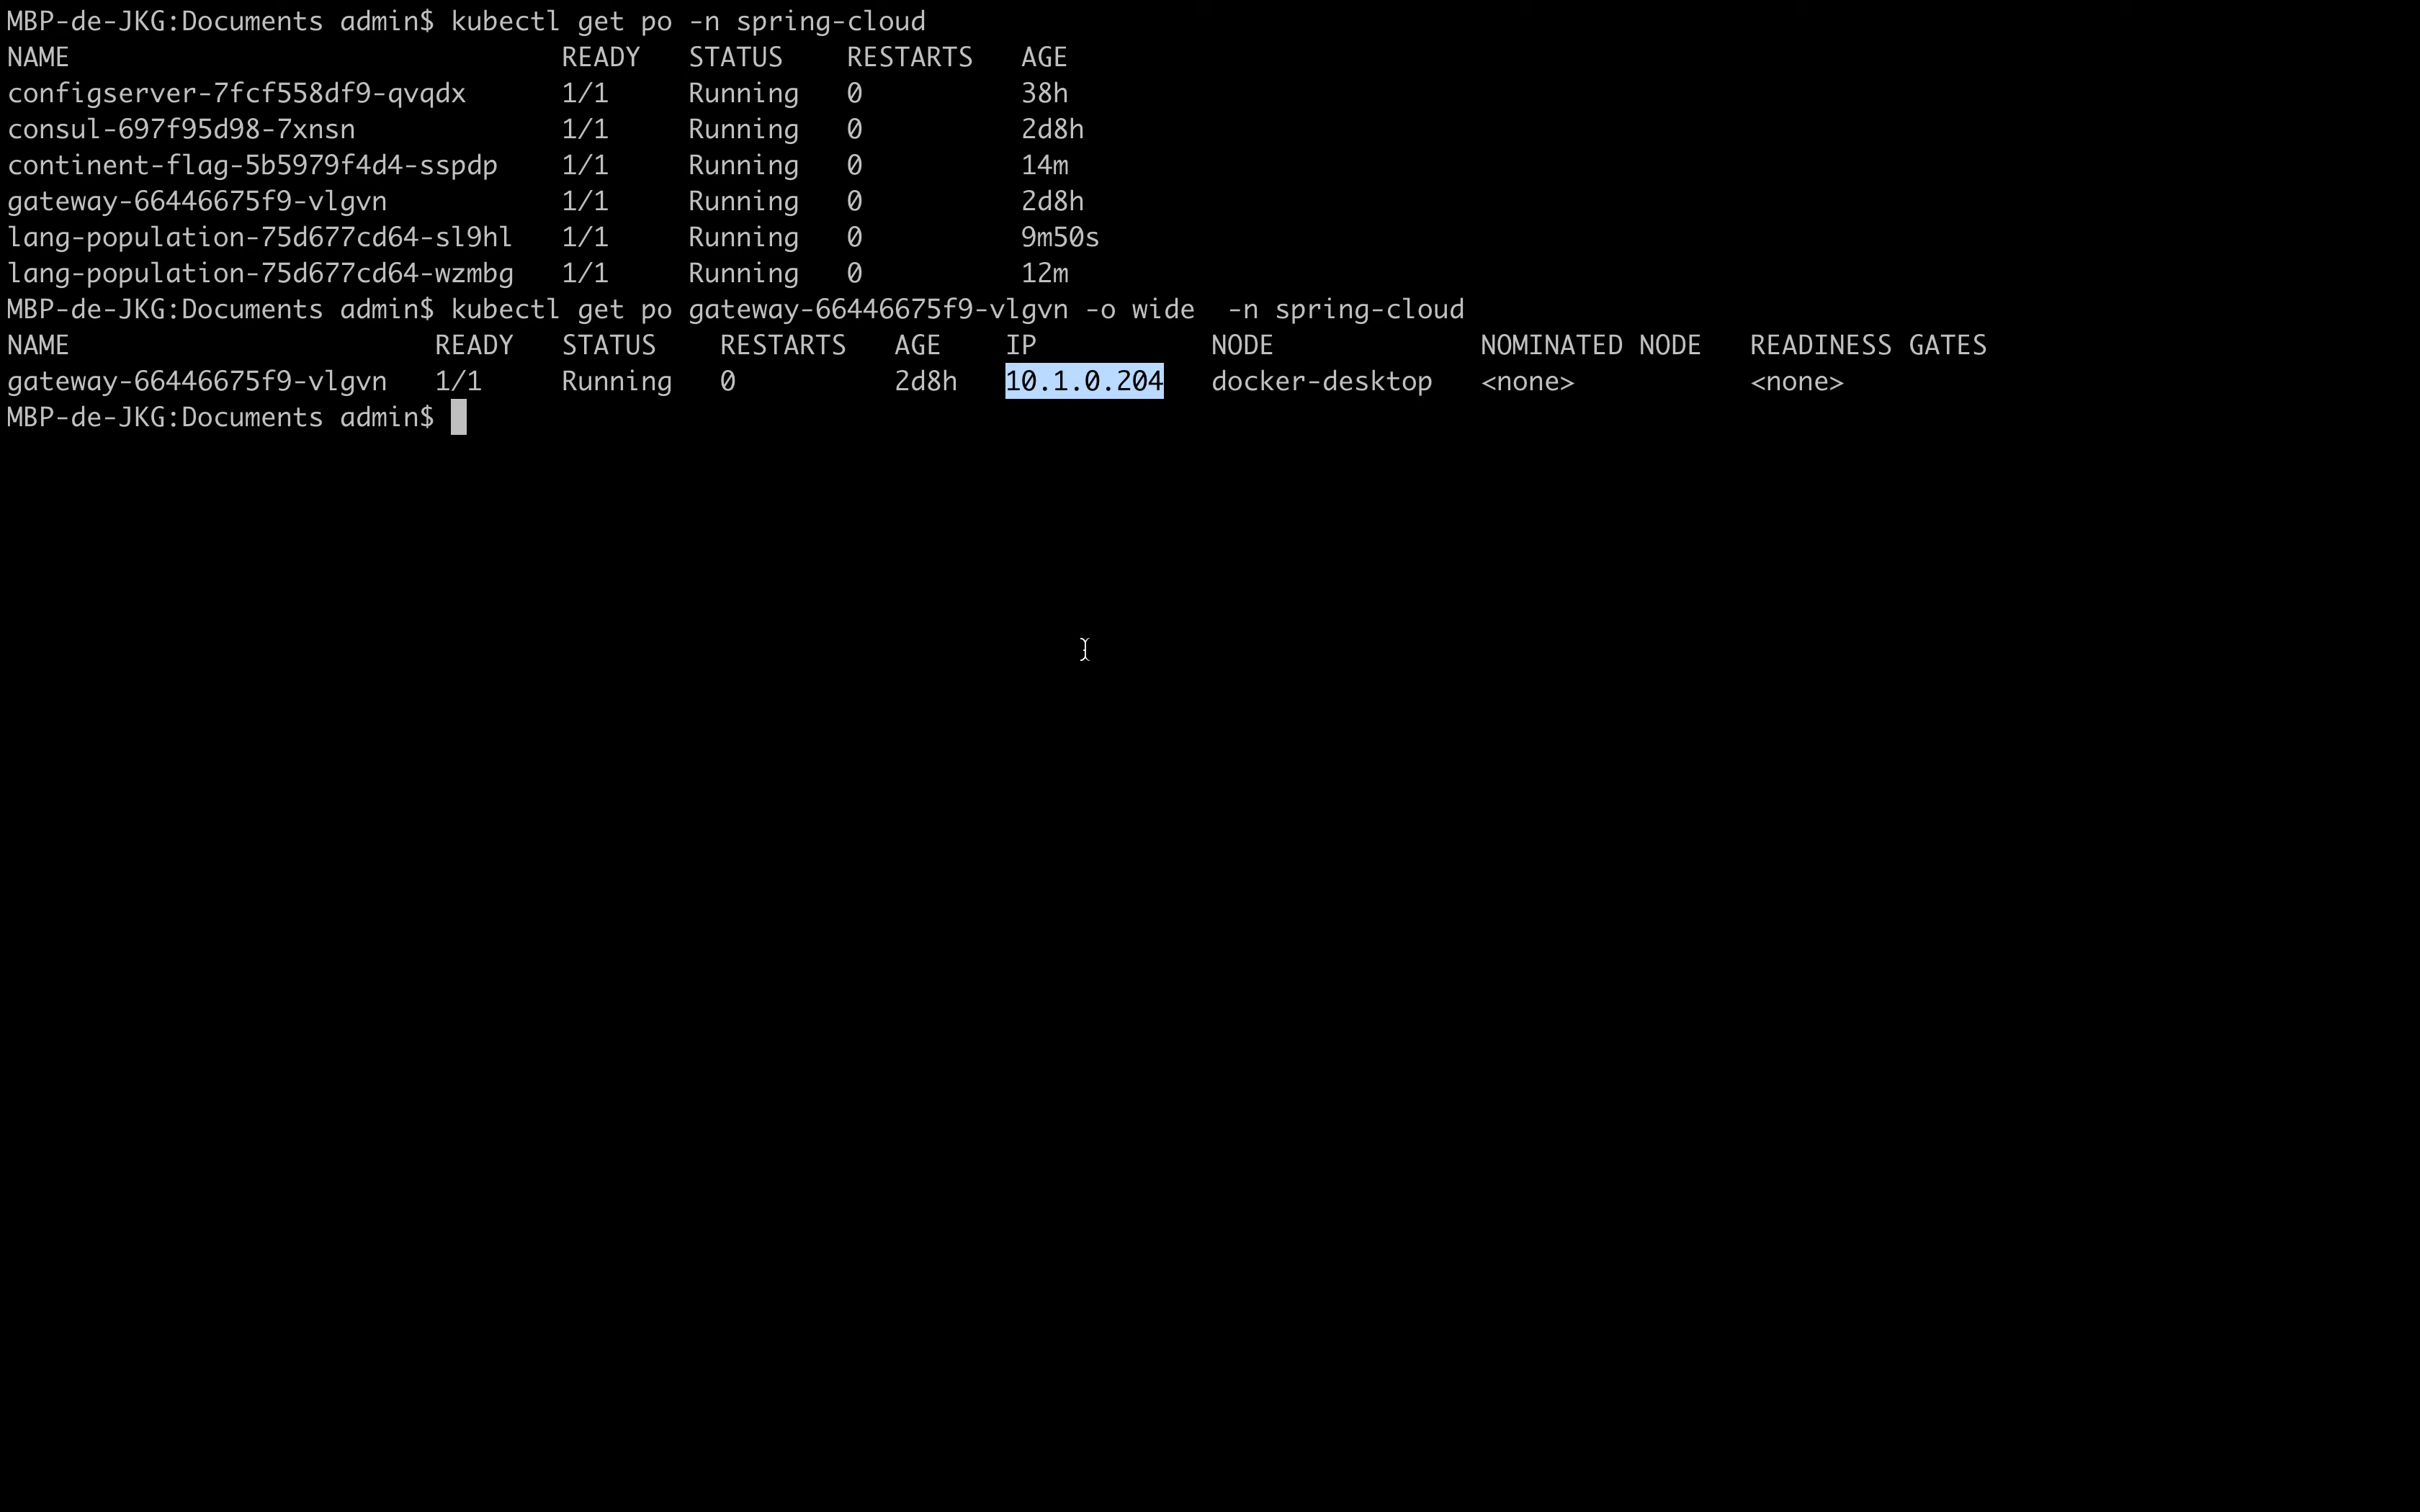 MBP-de-JKG:Documents admin$ kubectl get po -n spring-cloud
NAME READY STATUS RESTARTS AGE
configserver-7fcf558df9-qvqdx 1/1 Running 0 38h
consul-697f95d98-7xnsn 1/1 Running 0 2d8h
continent-flag-5b5979f4d4-sspdp 1/1 Running 0 14m
gateway-66446675f9-vlgvn 1/1 Running 0 2d8h
lang-population-75d677cd64-sl9hl 1/1 Running 0 9m50s
lang-population-75d677cd64-wzmbg 1/1 Running 0 12m
MBP-de-JKG:Documents admin$ kubectl get po gateway-66446675f9-vlgvn -o wide  -n spring-cloud
NAME READY STATUS RESTARTS AGE IP NODE NOMINATED NODE READINESS GATES
gateway-66446675f9-vlgvn 1/1 Running 0 2d8h 10.1.0.204 docker-desktop <none> <none>
MBP-de-JKG:Documents admin$